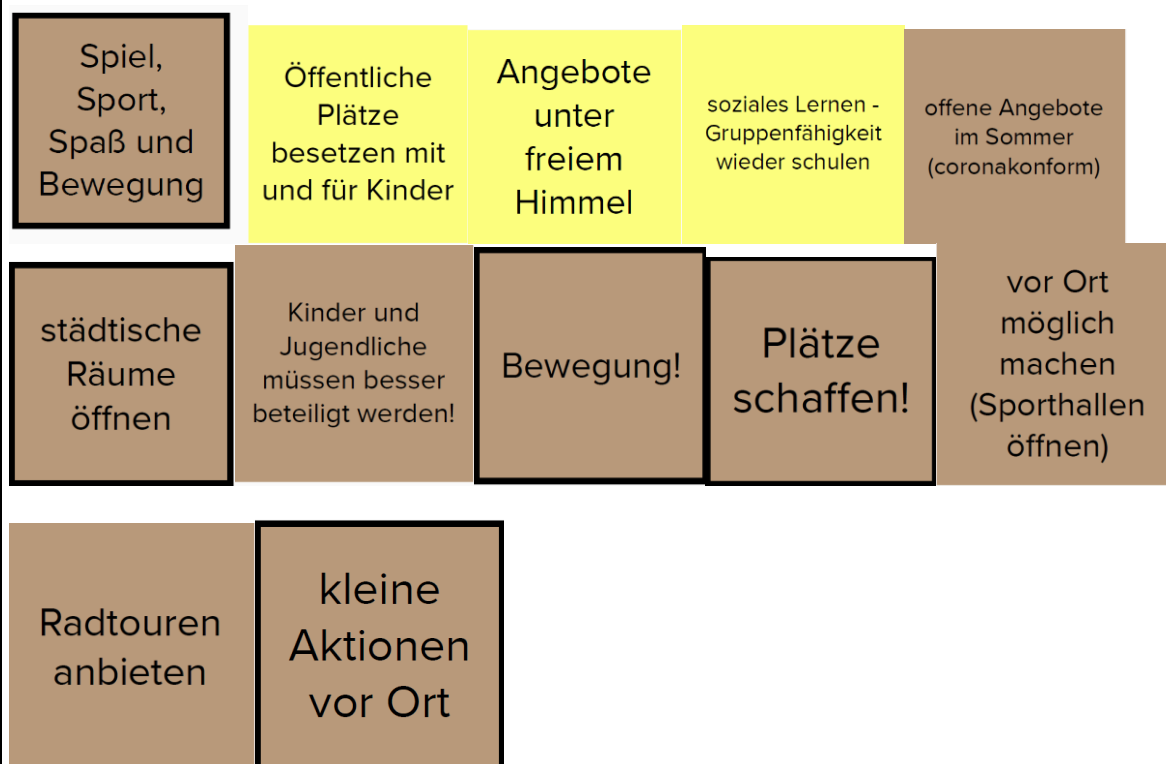 Spiel,
Sport,
Spaß und
Bewegung
Öffentliche
Plätze
besetzen mit
und für Kinder
Angebote
unter
freiem
Himmel
soziales Lernen -
Gruppenfähigkeit
wieder schulen
offene Angebote
im Sommer
(coronakonform)
städtische
Räume
öffnen
Kinder und
Jugendliche
müssen besser
beteiligt werden!
Bewegung!
Plätze
schaffen!
vor Ort
möglich
machen
(Sporthallen
öffnen)
Radtouren
anbieten
kleine
Aktionen
vor Ort